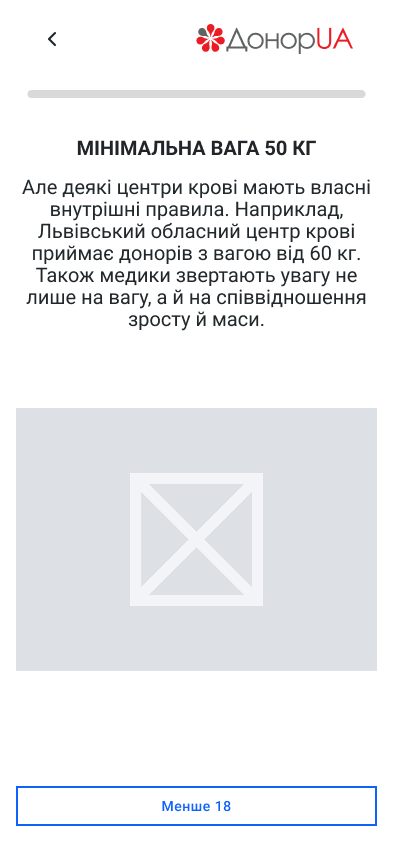 ДонорUA
МІНІМАЛЬНА ВАГА 50 КГ
Але деякі центри крові мають власні
внутрішні правила. Наприклад,
Львівський обласний центр крові
приймає донорів з вагою від 60 кг.
Також медики звертають увагу не
лише на вагу, а й на співвідношення
зросту й маси.
Менше 18